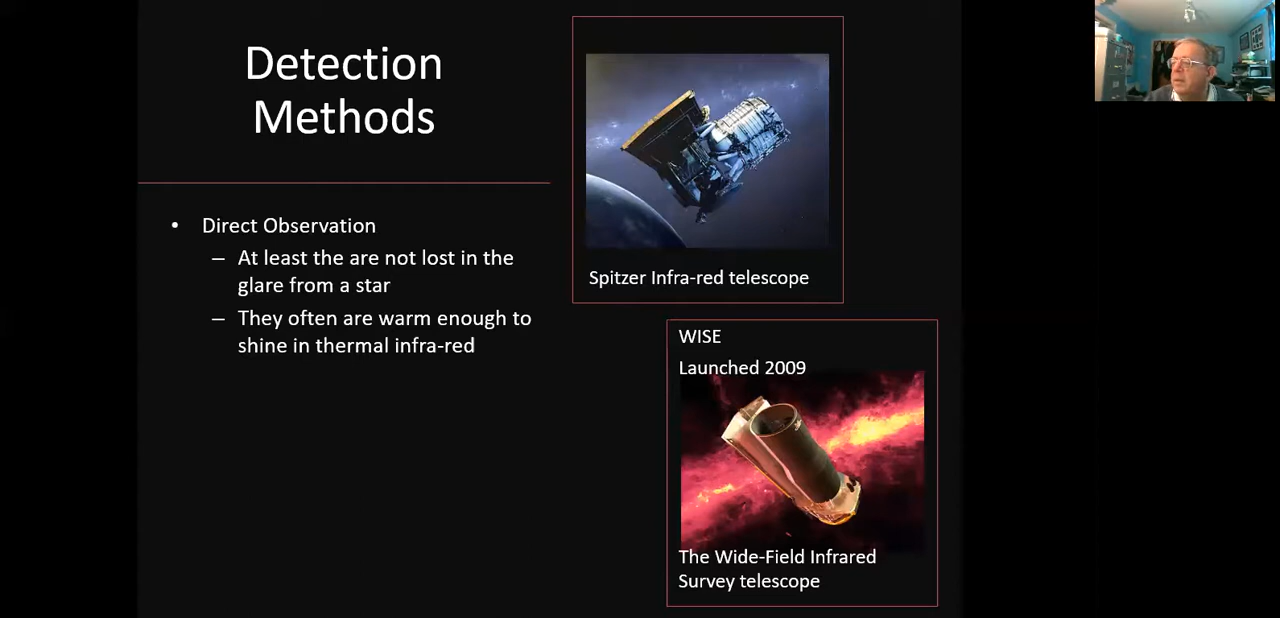 Detection
Methods
• Direct Observation
– At least the are not lost in the
glare from a star
– They often are warm enough to
shine in thermal infra-red
Spitzer Infra-red telescope
WISE
Launched 2009
The Wide-Field Infrared
Survey telescope